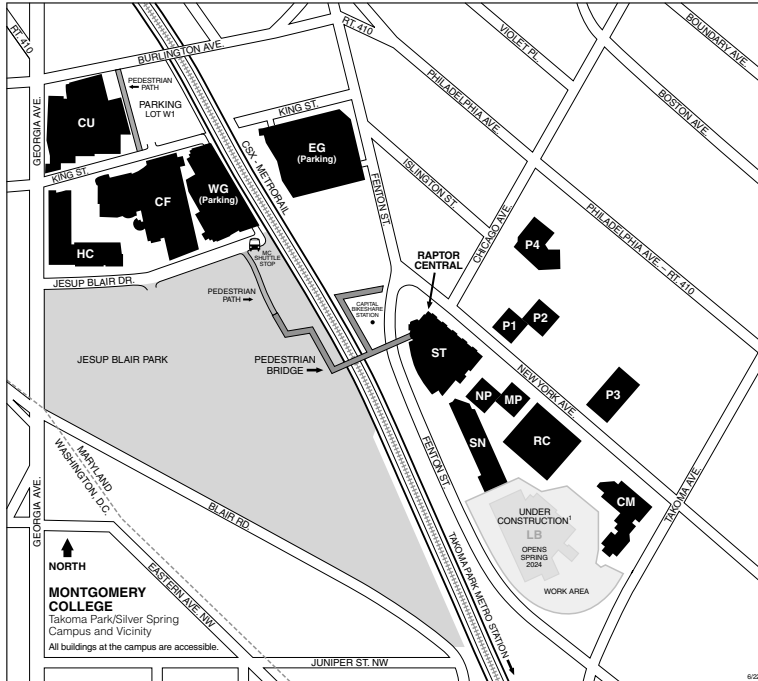 RT. 410
BURLINGTON AVE.
RT. 410
VIOLET PL.
BOUNDARY AVE.
PHILADELPHIA AVE.
BOSTON AVE.
GEORGIA AVE.
CU
PEDESTRIAN
PATH
PARKING
LOT W1
KING ST.
EG
(Parking)
CSX - METRORAIL
FENTON ST.
ISLINGTON ST.
KING ST.
CF
WG
(Parking)
HC
CHICAGO AVE.
PHILADELPHIA AVE. – RT. 410
P4
MC
SHUTTLE
STOP
RAPTOR
CENTRAL
JESUP BLAIR DR.
PEDESTRIAN
PATH
CAPITAL
BIKESHARE
STATION
P1
P2
ST
JESUP BLAIR PARK
PEDESTRIAN
BRIDGE
NEW YORK AVE.
P3
NP
MP
SN
RC
MARYLAND
WASHINGTON, D.C.
FENTON ST.
CM
TAKOMA AVE.
GEORGIA AVE.
BLAIR RD.
UNDER
CONSTRUCTION¹
LB
OPENS
SPRING
2024
WORK AREA
NORTH
EASTERN AVE. NW
TAKOMA PARK METRO STATION
MONTGOMERY
COLLEGE
Takoma Park/Silver Spring
Campus and Vicinity
All buildings at the campus are accessible.
JUNIPER ST. NW